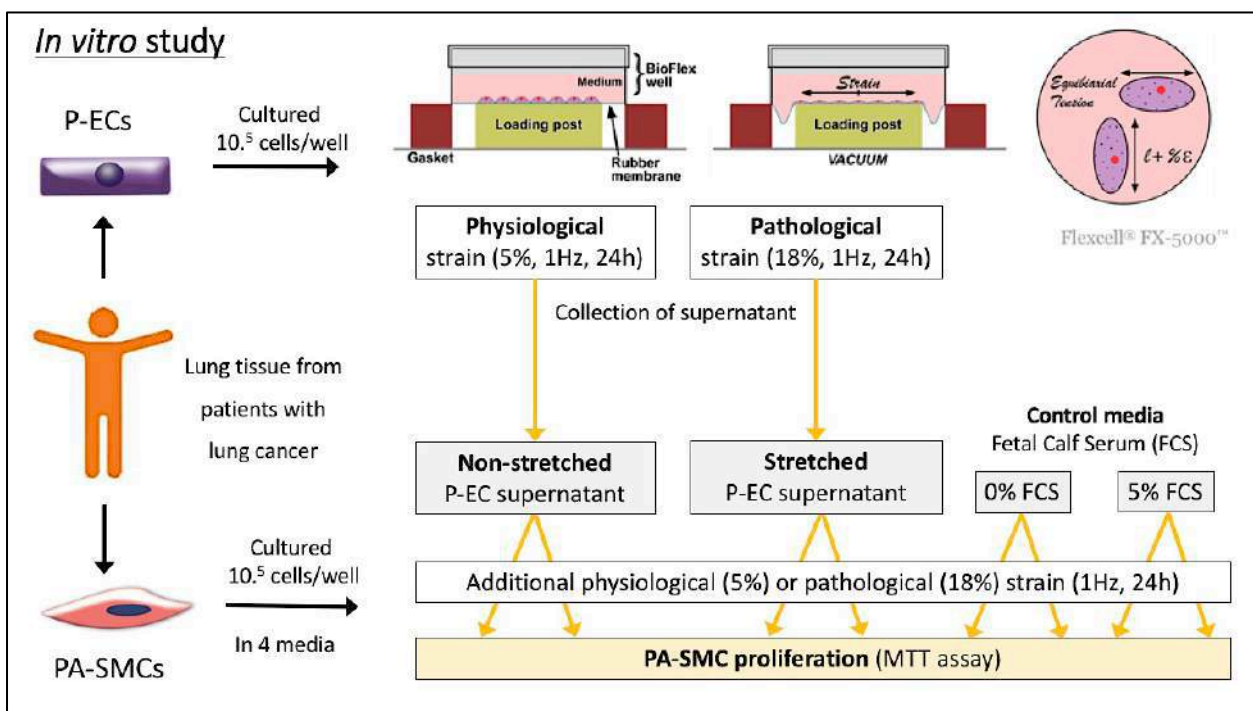 In vitro study
P-ECs
Cultured
10.⁵ cells/well
Medium
BioFlex
well
Loading post
Gasket
Rubber
membrane
Strain
Loading post
VACUUM
Equibiarial
Tension
ℓ + %ε
Flexcell® FX-5000™
Physiological
strain (5%, 1Hz, 24h)
Pathological
strain (18%, 1Hz, 24h)
Collection of supernatant
Lung tissue from
patients with
lung cancer
Control media
Fetal Calf Serum (FCS)
Non-stretched
P-EC supernatant
Stretched
P-EC supernatant
0% FCS
5% FCS
Cultured
10.⁵ cells/well
In 4 media
PA-SMCs
Additional physiological (5%) or pathological (18%) strain (1Hz, 24h)
PA-SMC proliferation (MTT assay)